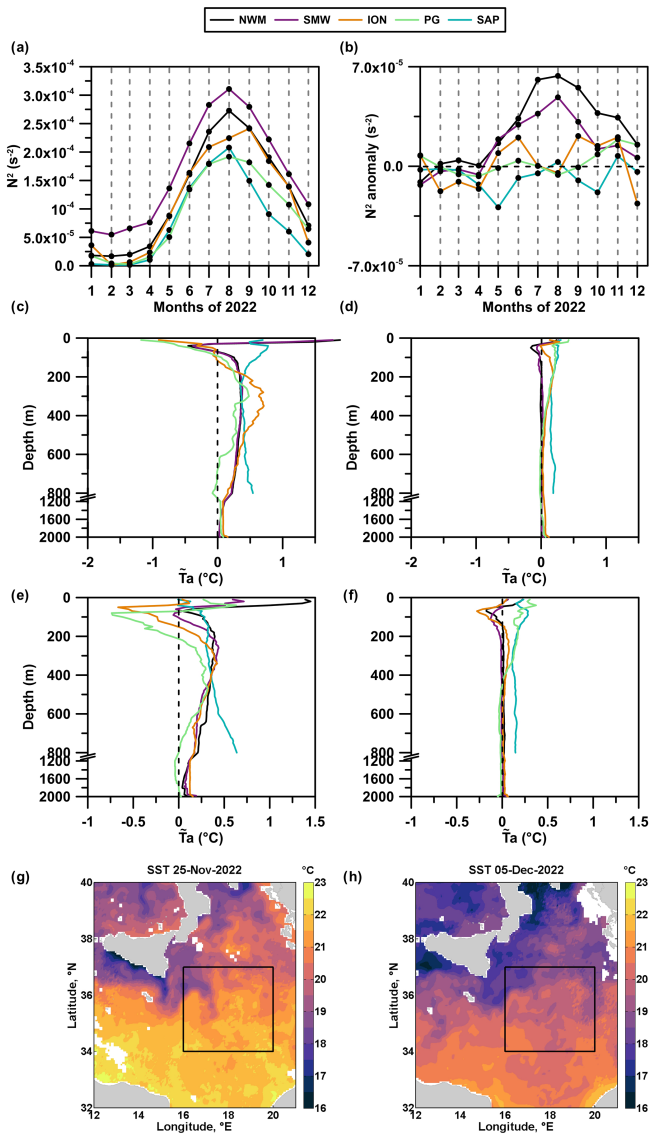 NWM SMW ION PG SAP
(a) (b)
3.5x10⁻⁴ 7.0x10⁻⁵
3.0x10⁻⁴
2.5x10⁻⁴
2.0x10⁻⁴
1.5x10⁻⁴ 0.0
1.0x10⁻⁴
5.0x10⁻⁵
0.0 -7.0x10⁻⁵
N² (s⁻²) N² anomaly (s⁻²)
1 2 3 4 5 6 7 8 9 10 11 12 1 2 3 4 5 6 7 8 9 10 11 12
Months of 2022 Months of 2022
(c) (d)
0 0
200 200
400 400
600 600
800 800
1200 1200
1600 1600
2000 2000
Depth (m) Depth (m)
-2 -1 0 1 -2 -1 0 1
T̃a (°C) T̃a (°C)
(e) (f)
0 0
200 200
400 400
600 600
800 800
1200 1200
1600 1600
2000 2000
Depth (m)
-1 -0.5 0 0.5 1 1.5 -1 -0.5 0 0.5 1 1.5
T̃a (°C) T̃a (°C)
(g) SST 25-Nov-2022 °C (h) SST 05-Dec-2022 °C
40 23 40 23
22 22
38 21 38 21
20 20
36 19 36 19
18 18
34 17 34 17
32 16 32 16
Latitude, °N Latitude, °N
12 14 16 18 20 12 14 16 18 20
Longitude, °E Longitude, °E